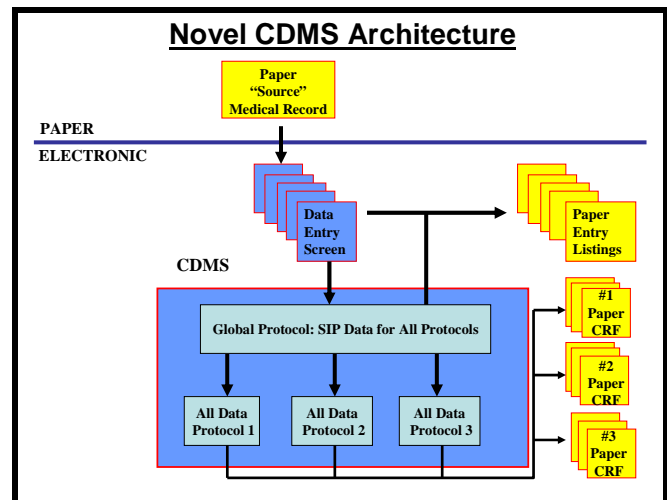 Novel CDMS Architecture
Paper
“Source”
Medical Record
PAPER
ELECTRONIC
Data
Entry
Screen
Paper
Entry
Listings
CDMS
Global Protocol: SIP Data for All Protocols
#1
Paper
CRF
#2
Paper
CRF
All Data
Protocol 1
All Data
Protocol 2
All Data
Protocol 3
#3
Paper
CRF